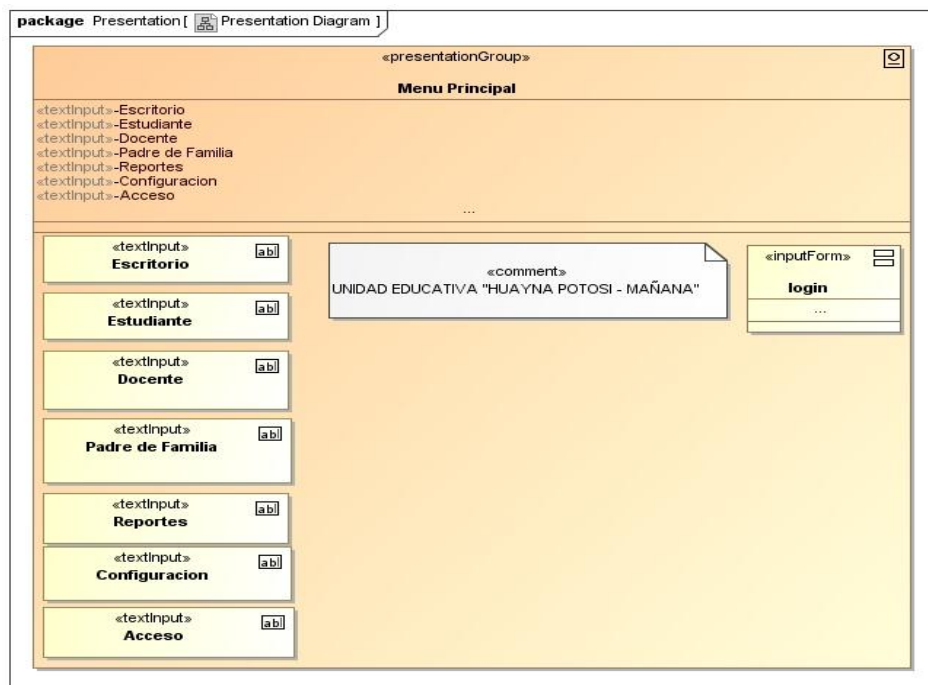 package Presentation [ Presentation Diagram ]
«presentationGroup»
Menu Principal
«textInput»-Escritorio
«textInput»-Estudiante
«textInput»-Docente
«textInput»-Padre de Familia
«textInput»-Reportes
«textInput»-Configuracion
«textInput»-Acceso
...
«textInput»
Escritorio
abl
«textInput»
Estudiante
abl
«textInput»
Docente
abl
«textInput»
Padre de Familia
abl
«textInput»
Reportes
abl
«textInput»
Configuracion
abl
«textInput»
Acceso
abl
«comment»
UNIDAD EDUCATIVA "HUAYNA POTOSI - MAÑANA"
«inputForm»
login
...